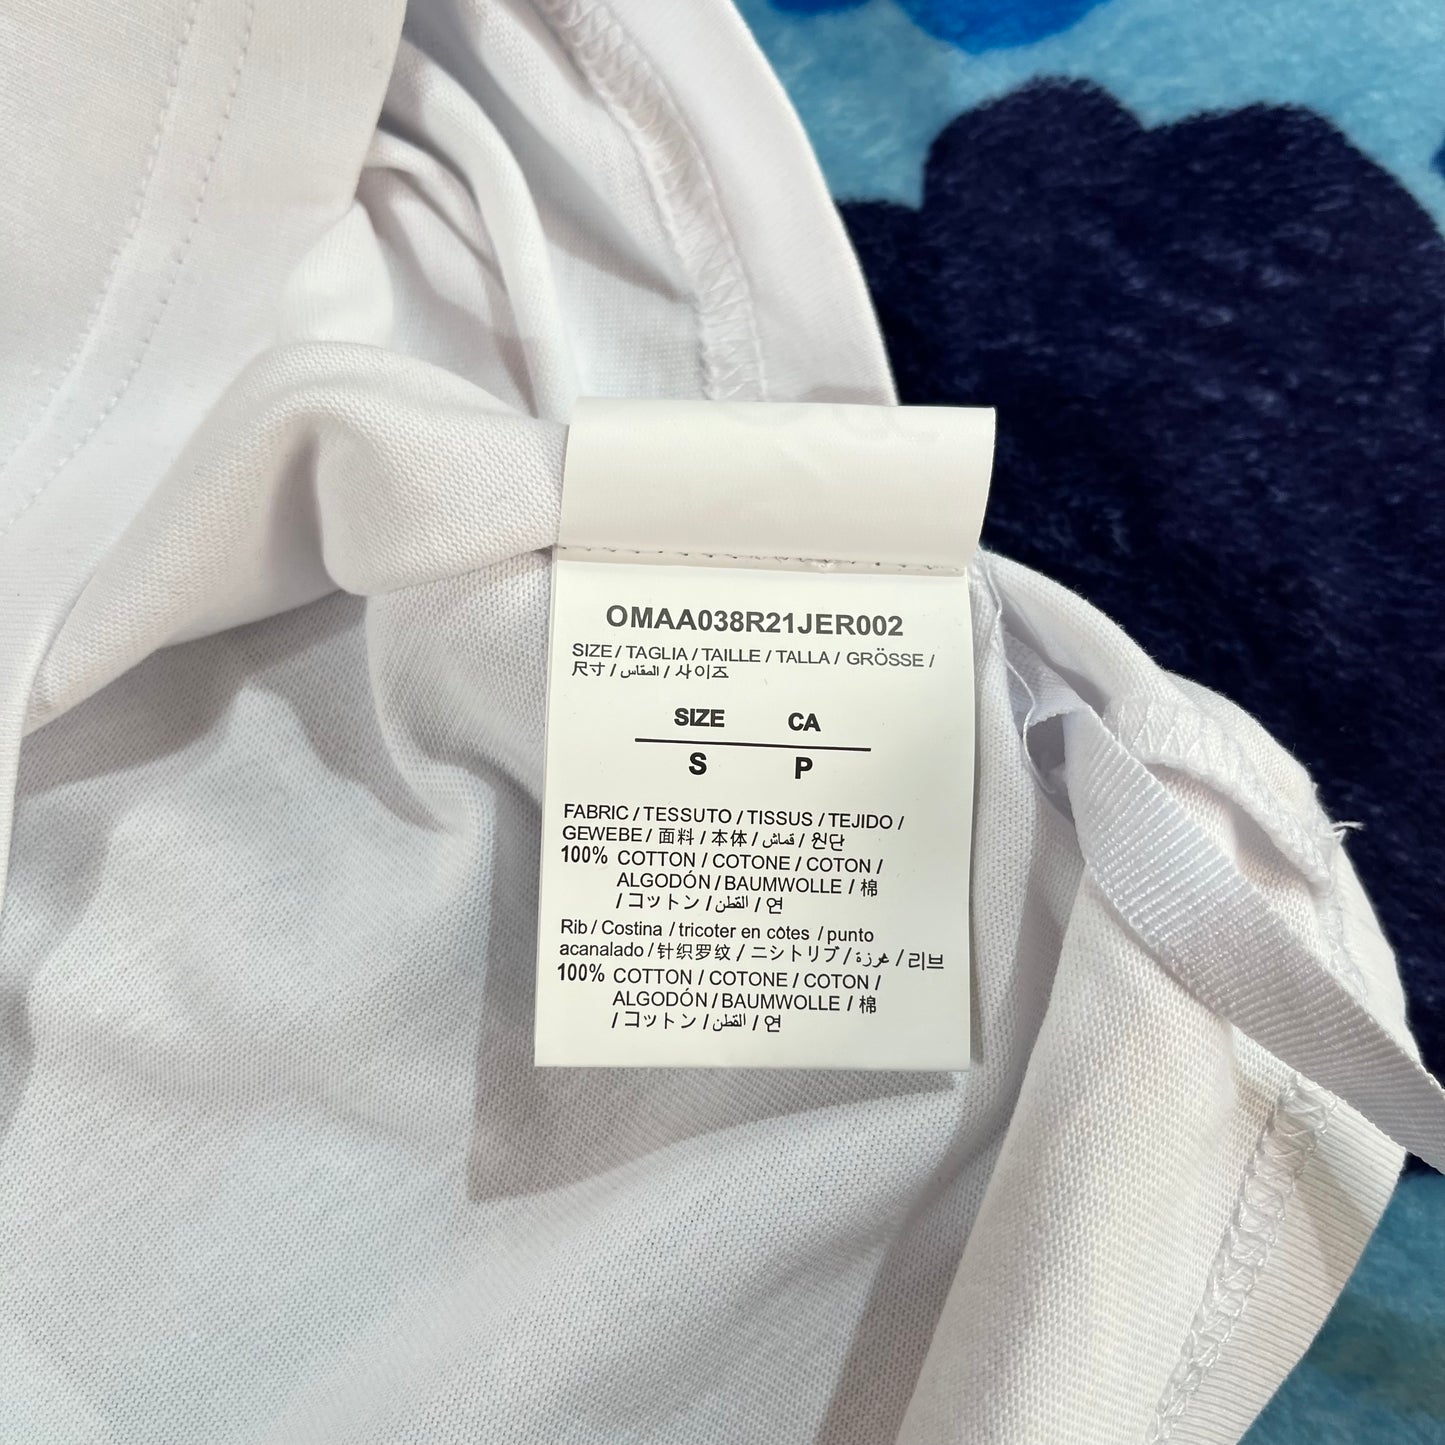 OMAA038R21JER002
SIZE / TAGLIA / TAILLE / TALLA / GRÖSSE /
尺寸 / المقاس / 사이즈
SIZE CA
S P
FABRIC / TESSUTO / TISSUS / TEJIDO /
GEWEBE / 面料 / 本体 / قماش / 원단
100% COTTON / COTONE / COTON /
ALGODÓN / BAUMWOLLE / 棉
/ コットン / القطن / 연
Rib / Costina / tricoter en côtes / punto
acanalado / 针织罗纹 / ニシトリブ / غرزة / 리브
100% COTTON / COTONE / COTON /
ALGODÓN / BAUMWOLLE / 棉
/ コットン / القطن / 연